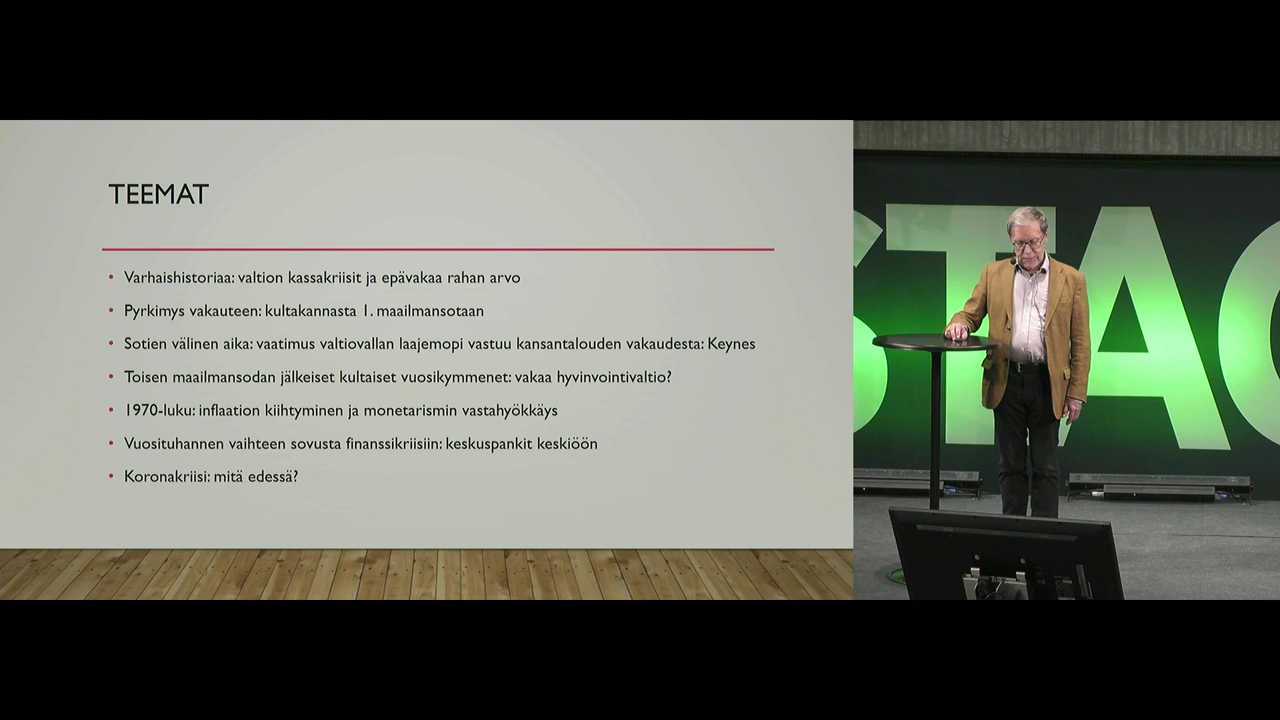 TEEMAT
• Varhaishistoriaa: valtion kassakriisit ja epävakaa rahan arvo
• Pyrkimys vakauteen: kultakannasta 1. maailmansotaan
• Sotien välinen aika: vaatimus valtiovallan laajemopi vastuu kansantalouden vakaudesta: Keynes
• Toisen maailmansodan jälkeiset kultaiset vuosikymmenet: vakaa hyvinvointivaltio?
• 1970-luku: inflaation kiihtyminen ja monetarismin vastahyökkäys
• Vuosituhannen vaihteen sovusta finanssikriisiin: keskuspankit keskiöön
• Koronakriisi: mitä edessä?
STA